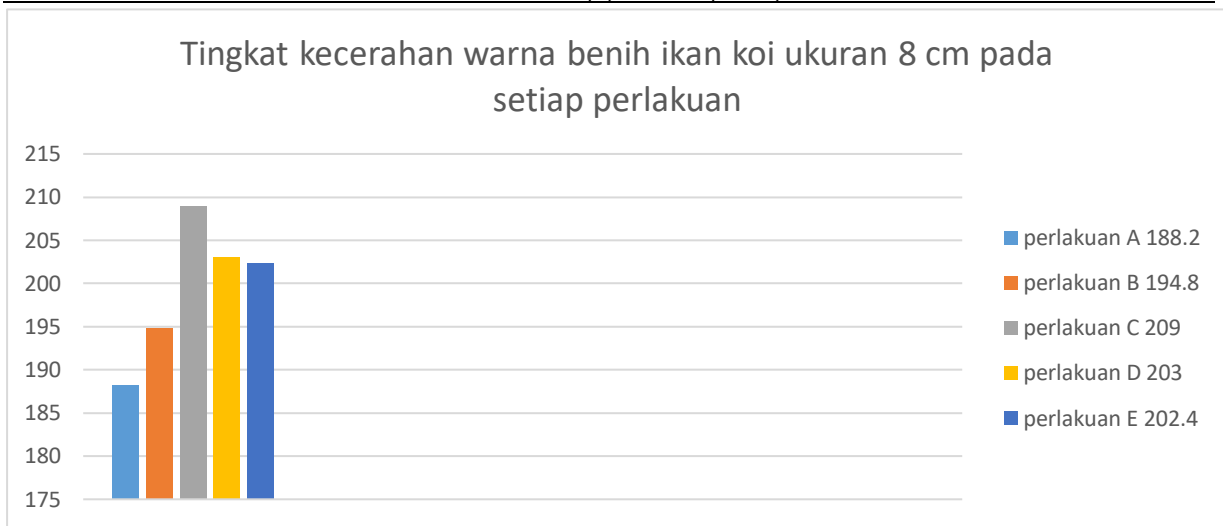 Tingkat kecerahan warna benih ikan koi ukuran 8 cm pada
setiap perlakuan
215
210
205
200
195
190
185
180
175
perlakuan A 188.2
perlakuan B 194.8
perlakuan C 209
perlakuan D 203
perlakuan E 202.4